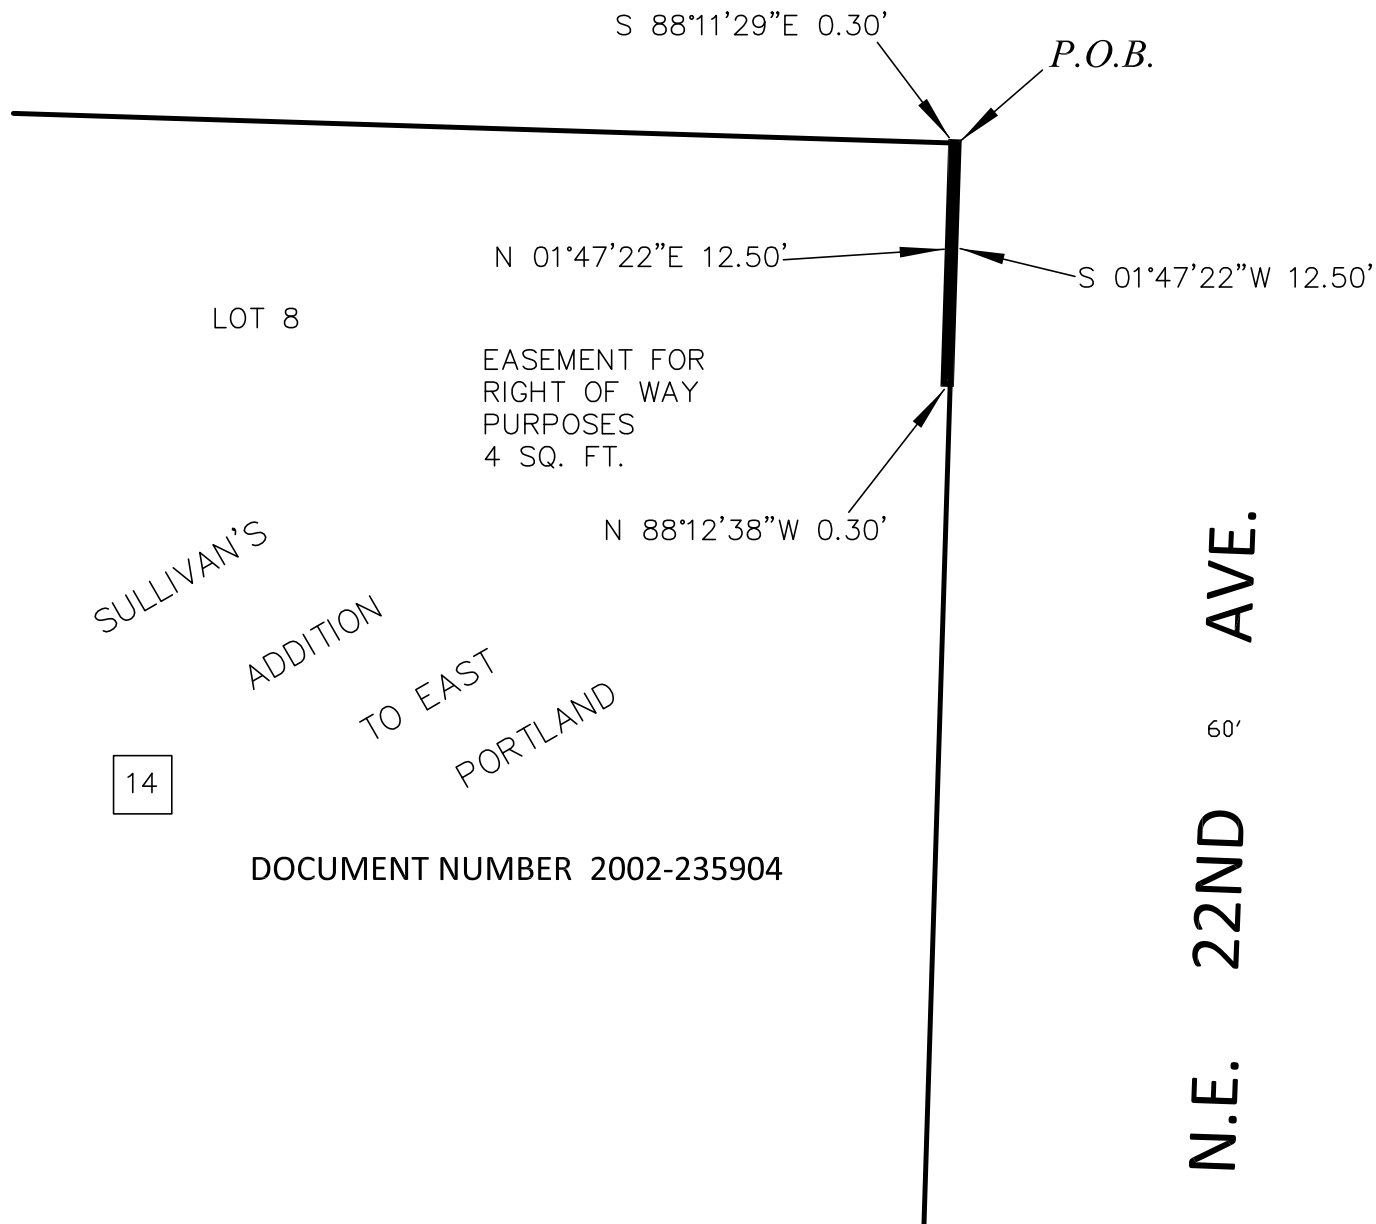 S 88°11’29”E 0.30’
P.O.B.
N 01°47’22”E 12.50’
S 01°47’22”W 12.50’
LOT 8
EASEMENT FOR
RIGHT OF WAY
PURPOSES
4 SQ. FT.
N 88°12’38”W 0.30’
SULLIVAN’S
ADDITION
TO EAST
PORTLAND
14
DOCUMENT NUMBER 2002-235904
N.E. 22ND AVE.
60’